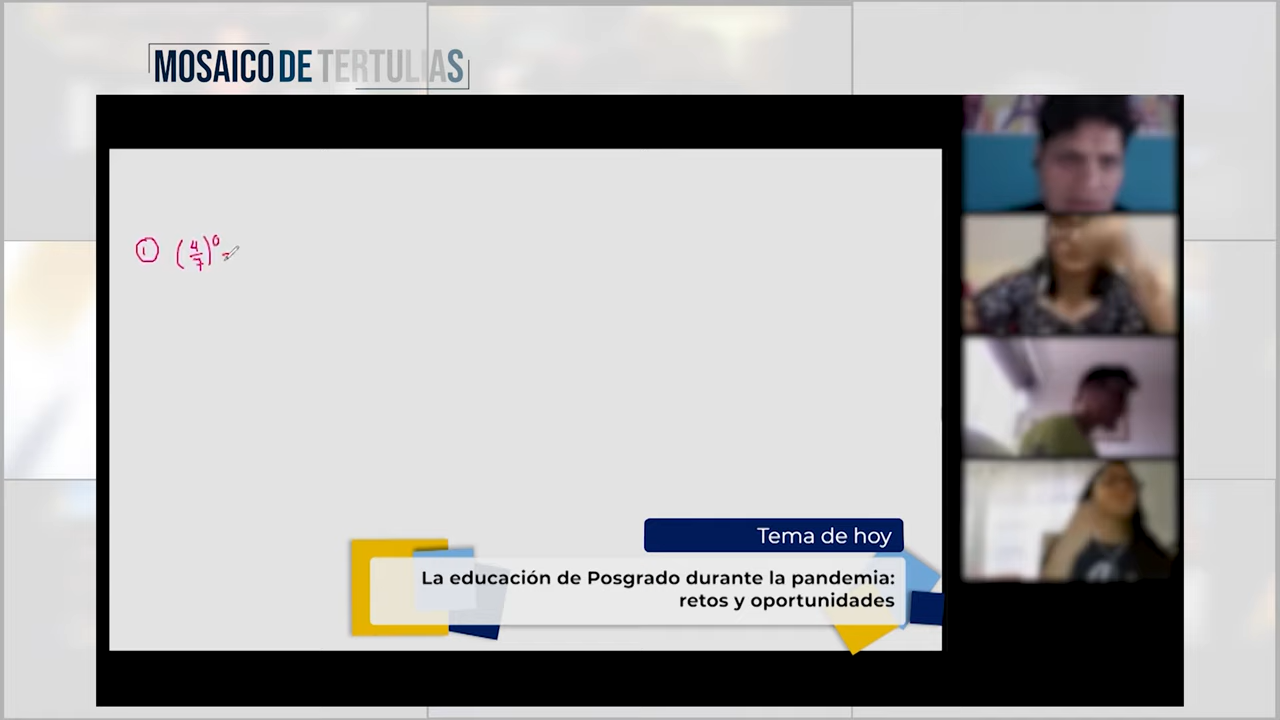 MOSAICO DE TERTULIAS
① (4/7)⁰ =
Tema de hoy
La educación de Posgrado durante la pandemia:
retos y oportunidades